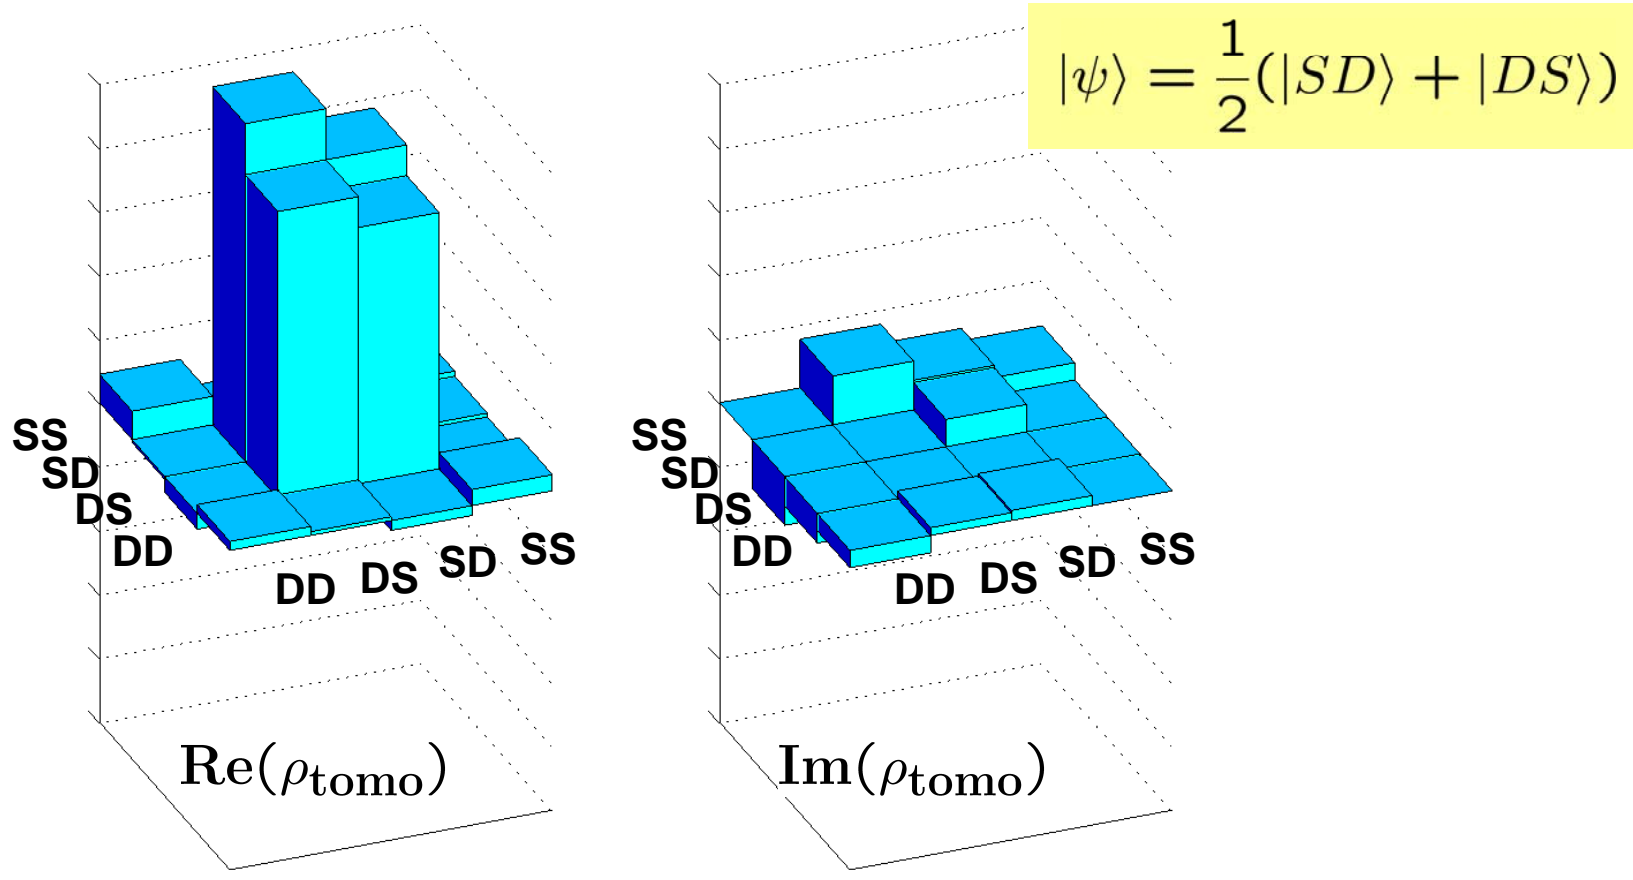 |ψ⟩ = 1/2(|SD⟩ + |DS⟩)
SS
SD
DS
DD
DD
DS
SD
SS
Re(ρtomo)
SS
SD
DS
DD
DD
DS
SD
SS
Im(ρtomo)